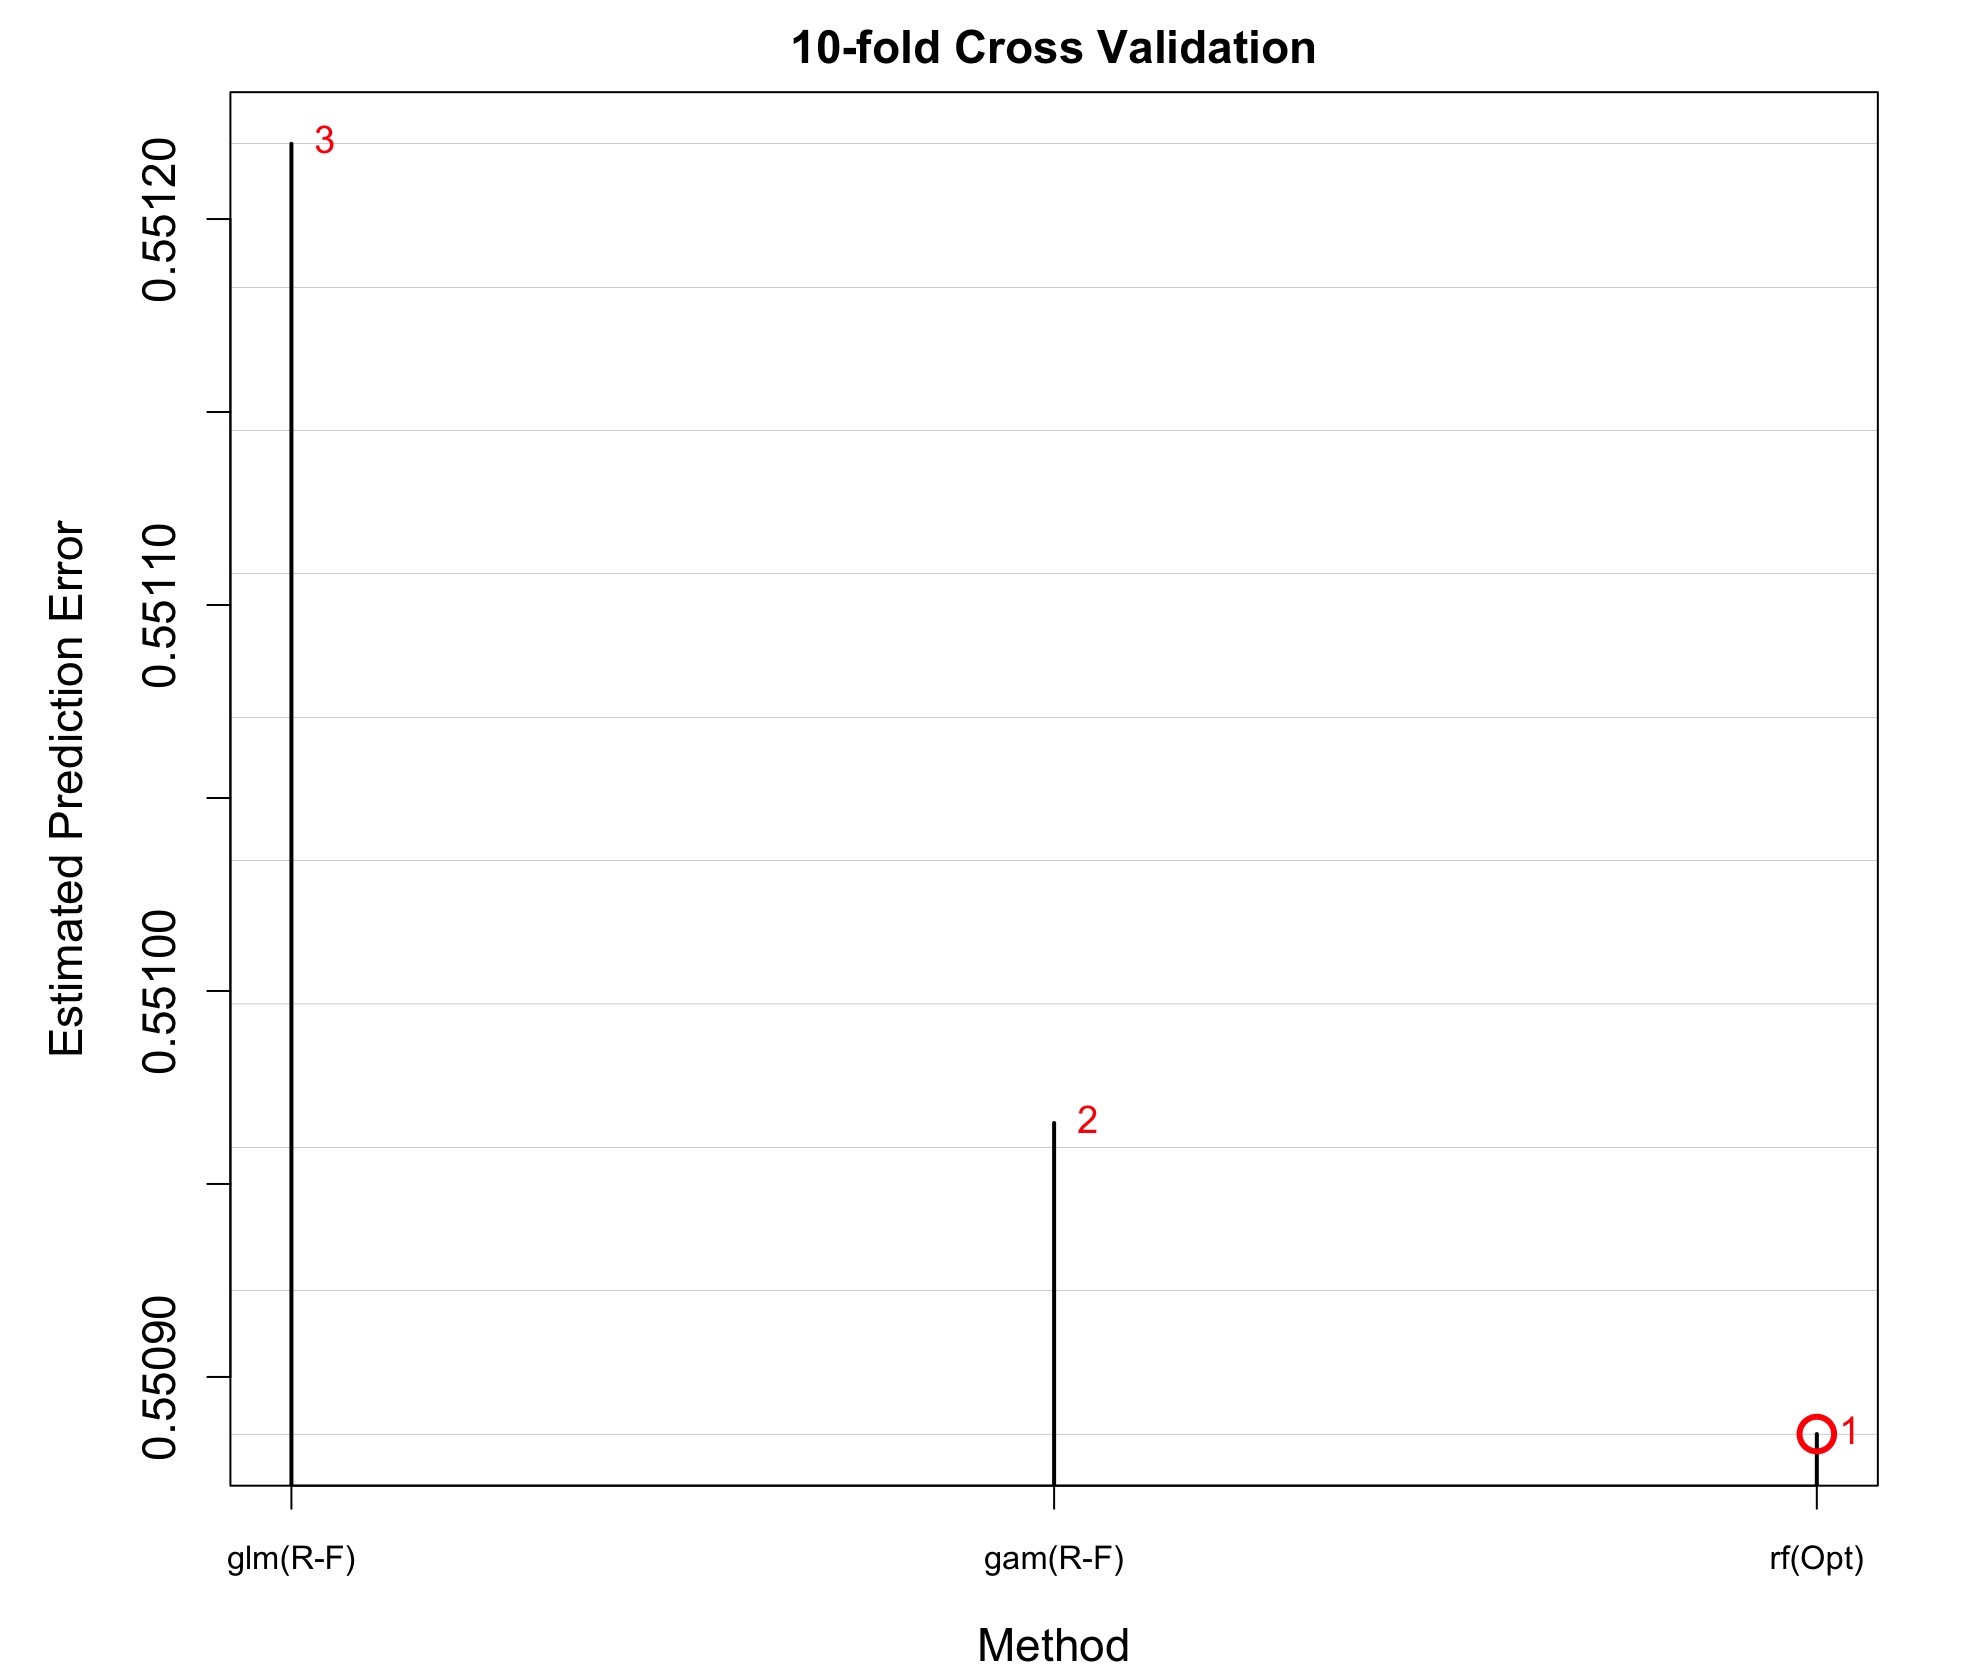 10-fold Cross Validation
Estimated Prediction Error
0.55120
0.55110
0.55100
0.55090
3
2
1
glm(R-F)
gam(R-F)
rf(Opt)
Method